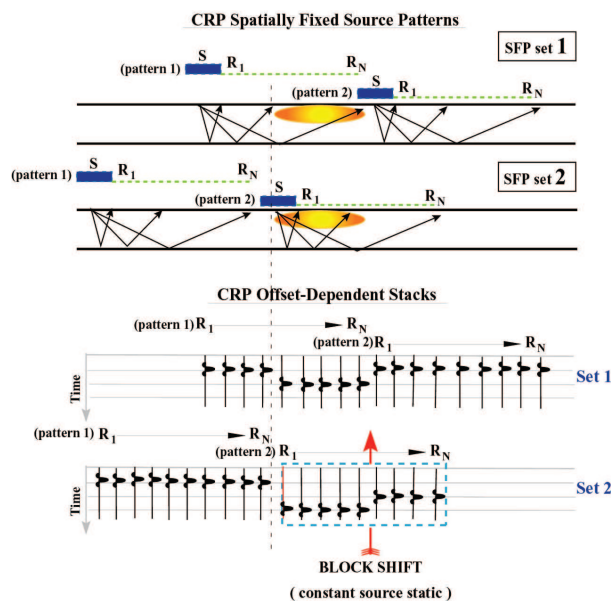 CRP Spatially Fixed Source Patterns
SFP set 1
(pattern 1) S R1 RN
(pattern 2) S R1 RN
SFP set 2
(pattern 1) S R1 RN
(pattern 2) S R1 RN
CRP Offset-Dependent Stacks
(pattern 1) R1 RN
(pattern 2) R1 RN
Time
Set 1
(pattern 1) R1 RN
(pattern 2) R1 RN
Time
Set 2
BLOCK SHIFT
( constant source static )